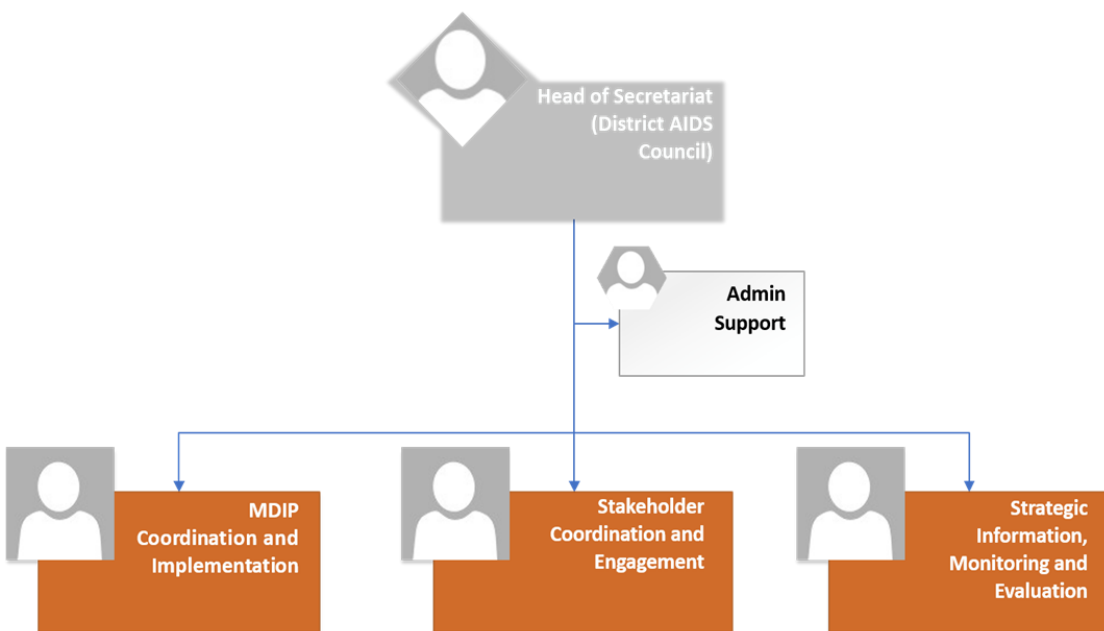 Head of Secretariat
(District AIDS
Council)
Admin
Support
MDIP
Coordination and
Implementation
Stakeholder
Coordination and
Engagement
Strategic
Information,
Monitoring and
Evaluation